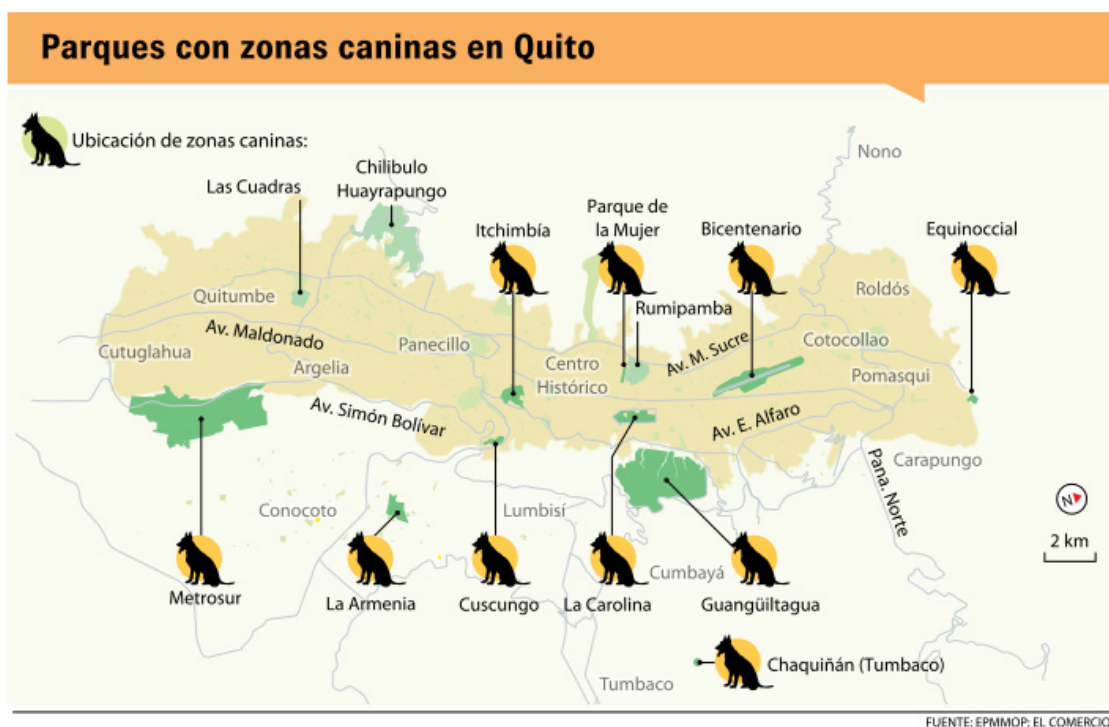 Parques con zonas caninas en Quito
Ubicación de zonas caninas:
Nono
Chilibulo
Huayrapungo
Las Cuadras
Itchimbía
Parque de
la Mujer
Bicentenario
Equinoccial
Quitumbe
Roldós
Rumipamba
Av. Maldonado
Cutuglahua
Panecillo
Av. M. Sucre
Cotocollao
Argelia
Centro
Histórico
Pomasqui
Av. Simón Bolívar
Av. E. Alfaro
Carapungo
Pana. Norte
Conocoto
Lumbisí
N
2 km
Metrosur
La Armenia
Cuscungo
La Carolina
Cumbayá
Guangüiltagua
Chaquiñán (Tumbaco)
Tumbaco
FUENTE: EPMMOP; EL COMERCIO